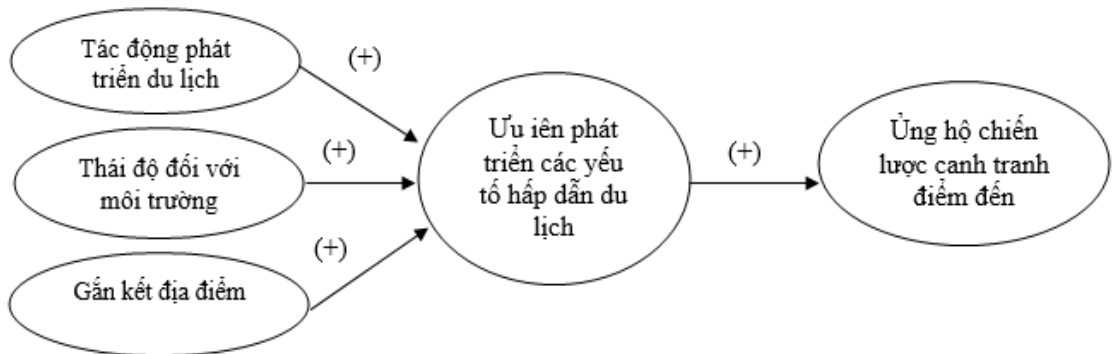 Tác động phát
triển du lịch
(+)
Thái độ đối với
môi trường
(+)
Gắn kết địa điểm
(+)
Ưu iên phát
triển các yếu
tố hấp dẫn du
lịch
(+)
Ủng hộ chiến
lược canh tranh
điểm đến